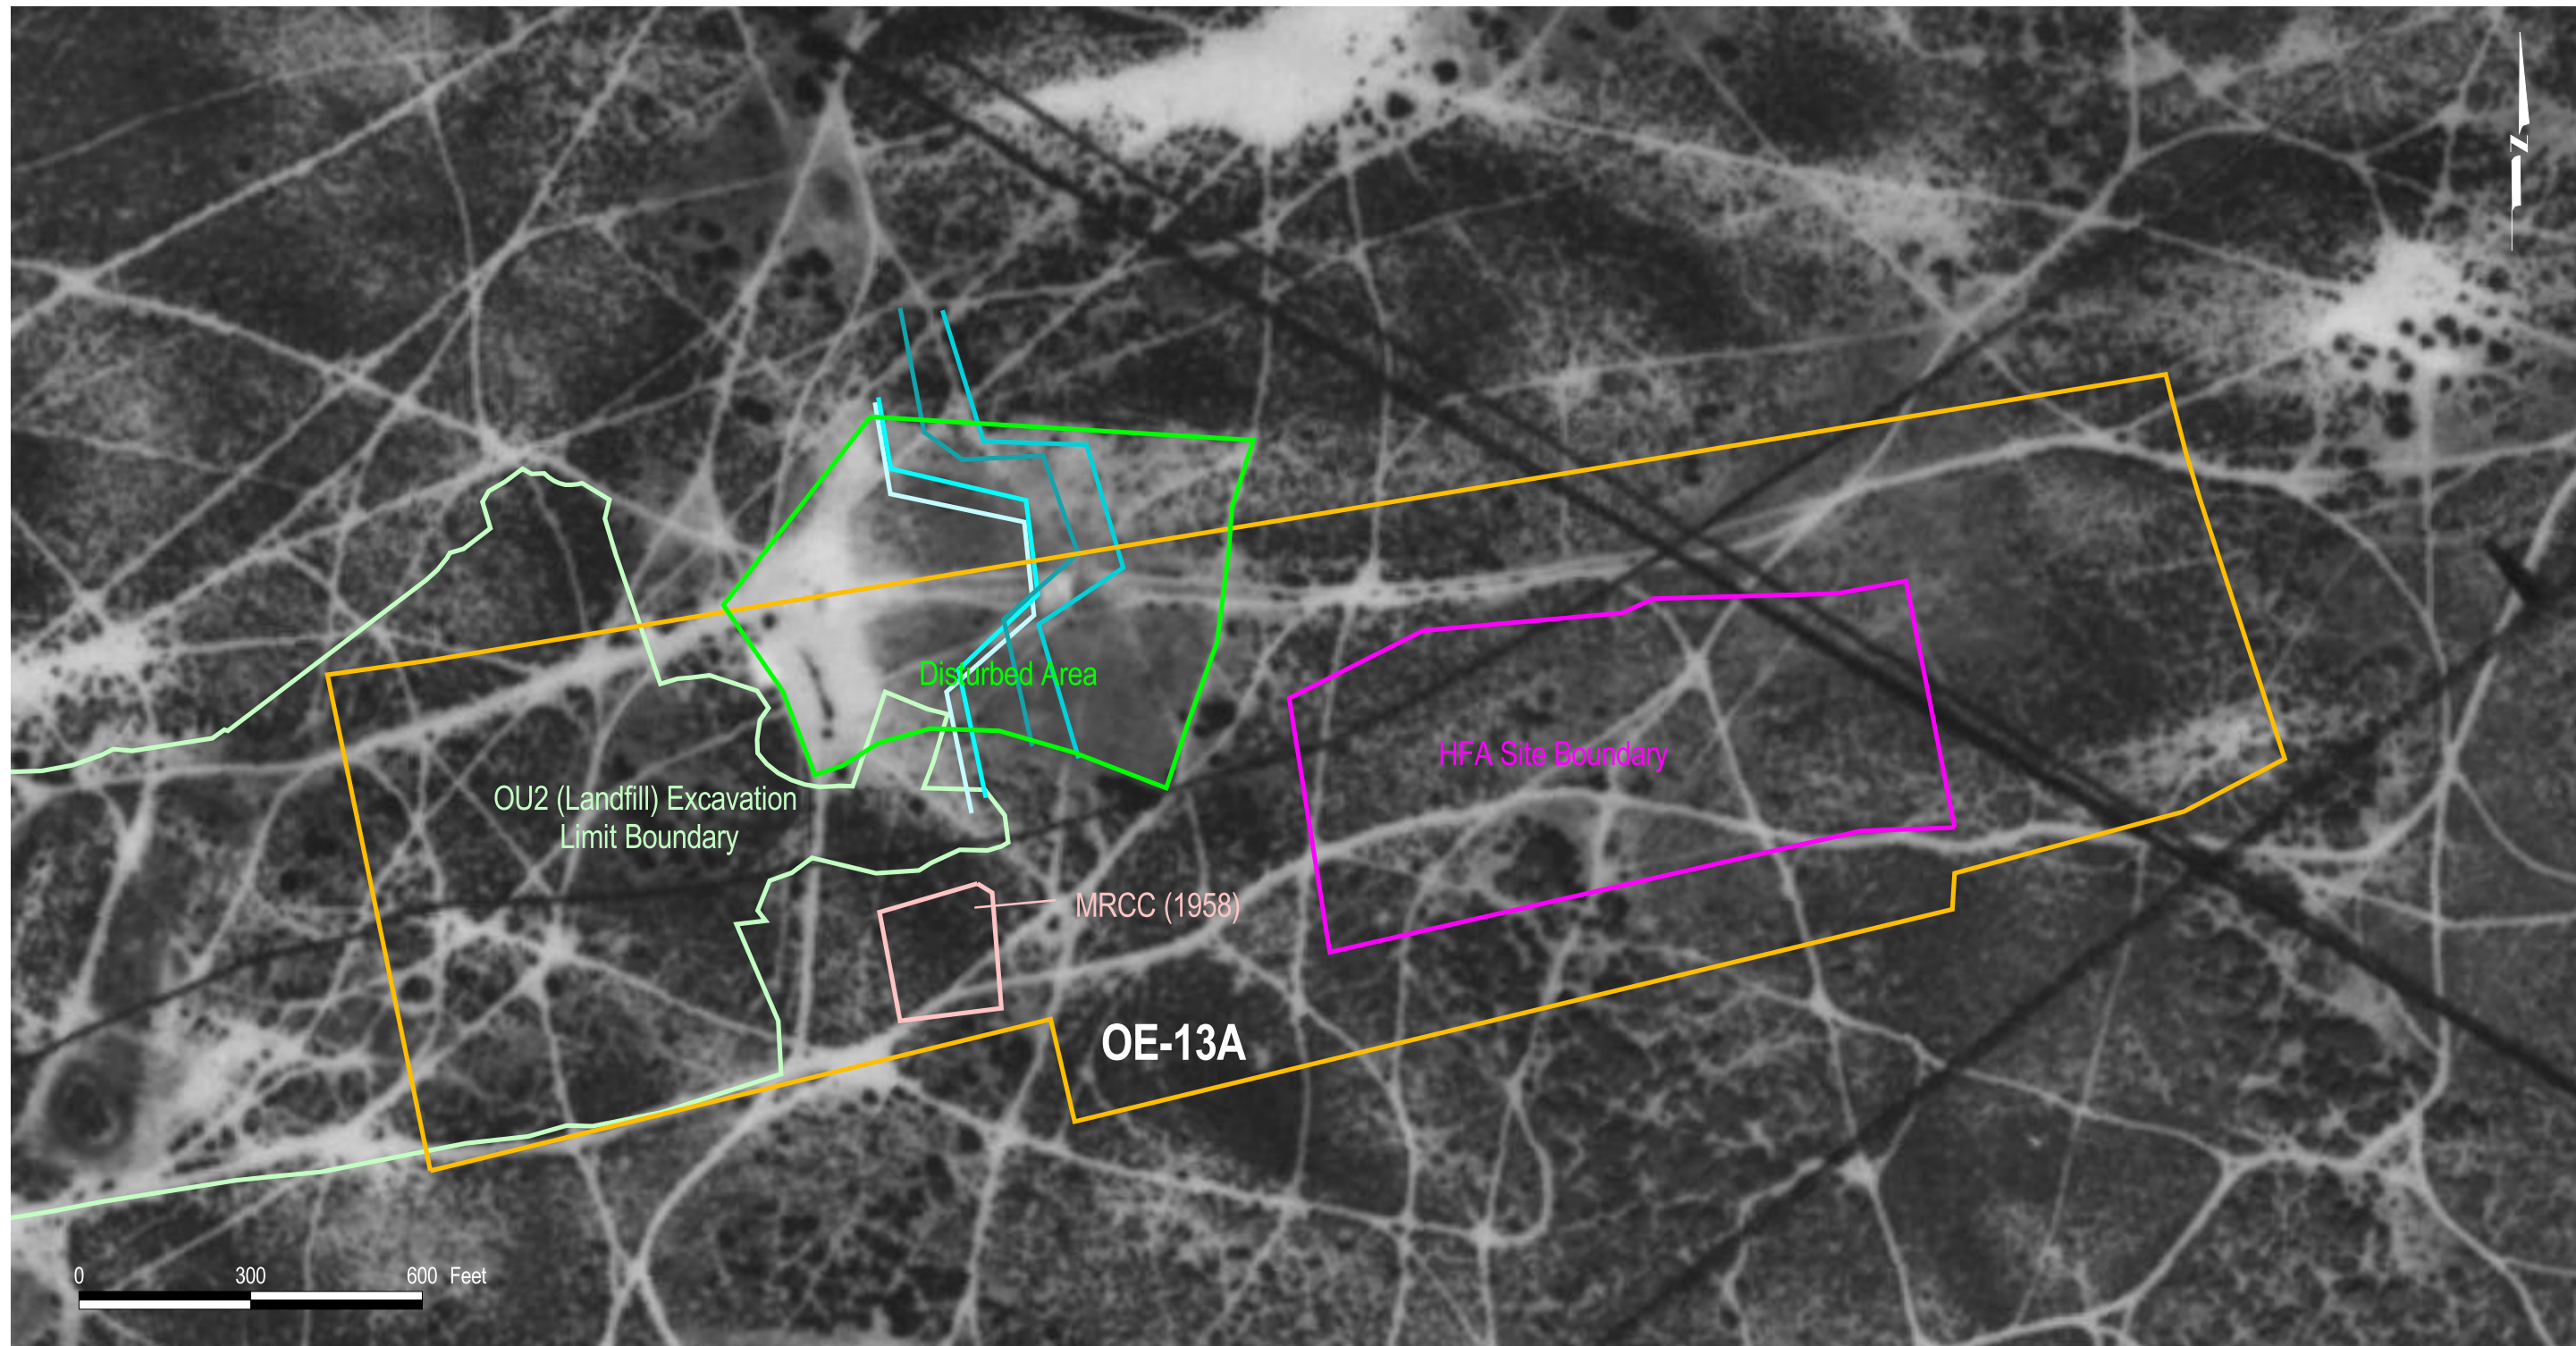 N
Disturbed Area
HFA Site Boundary
OU2 (Landfill) Excavation
Limit Boundary
MRCC (1958)
OE-13A
0 300 600 Feet